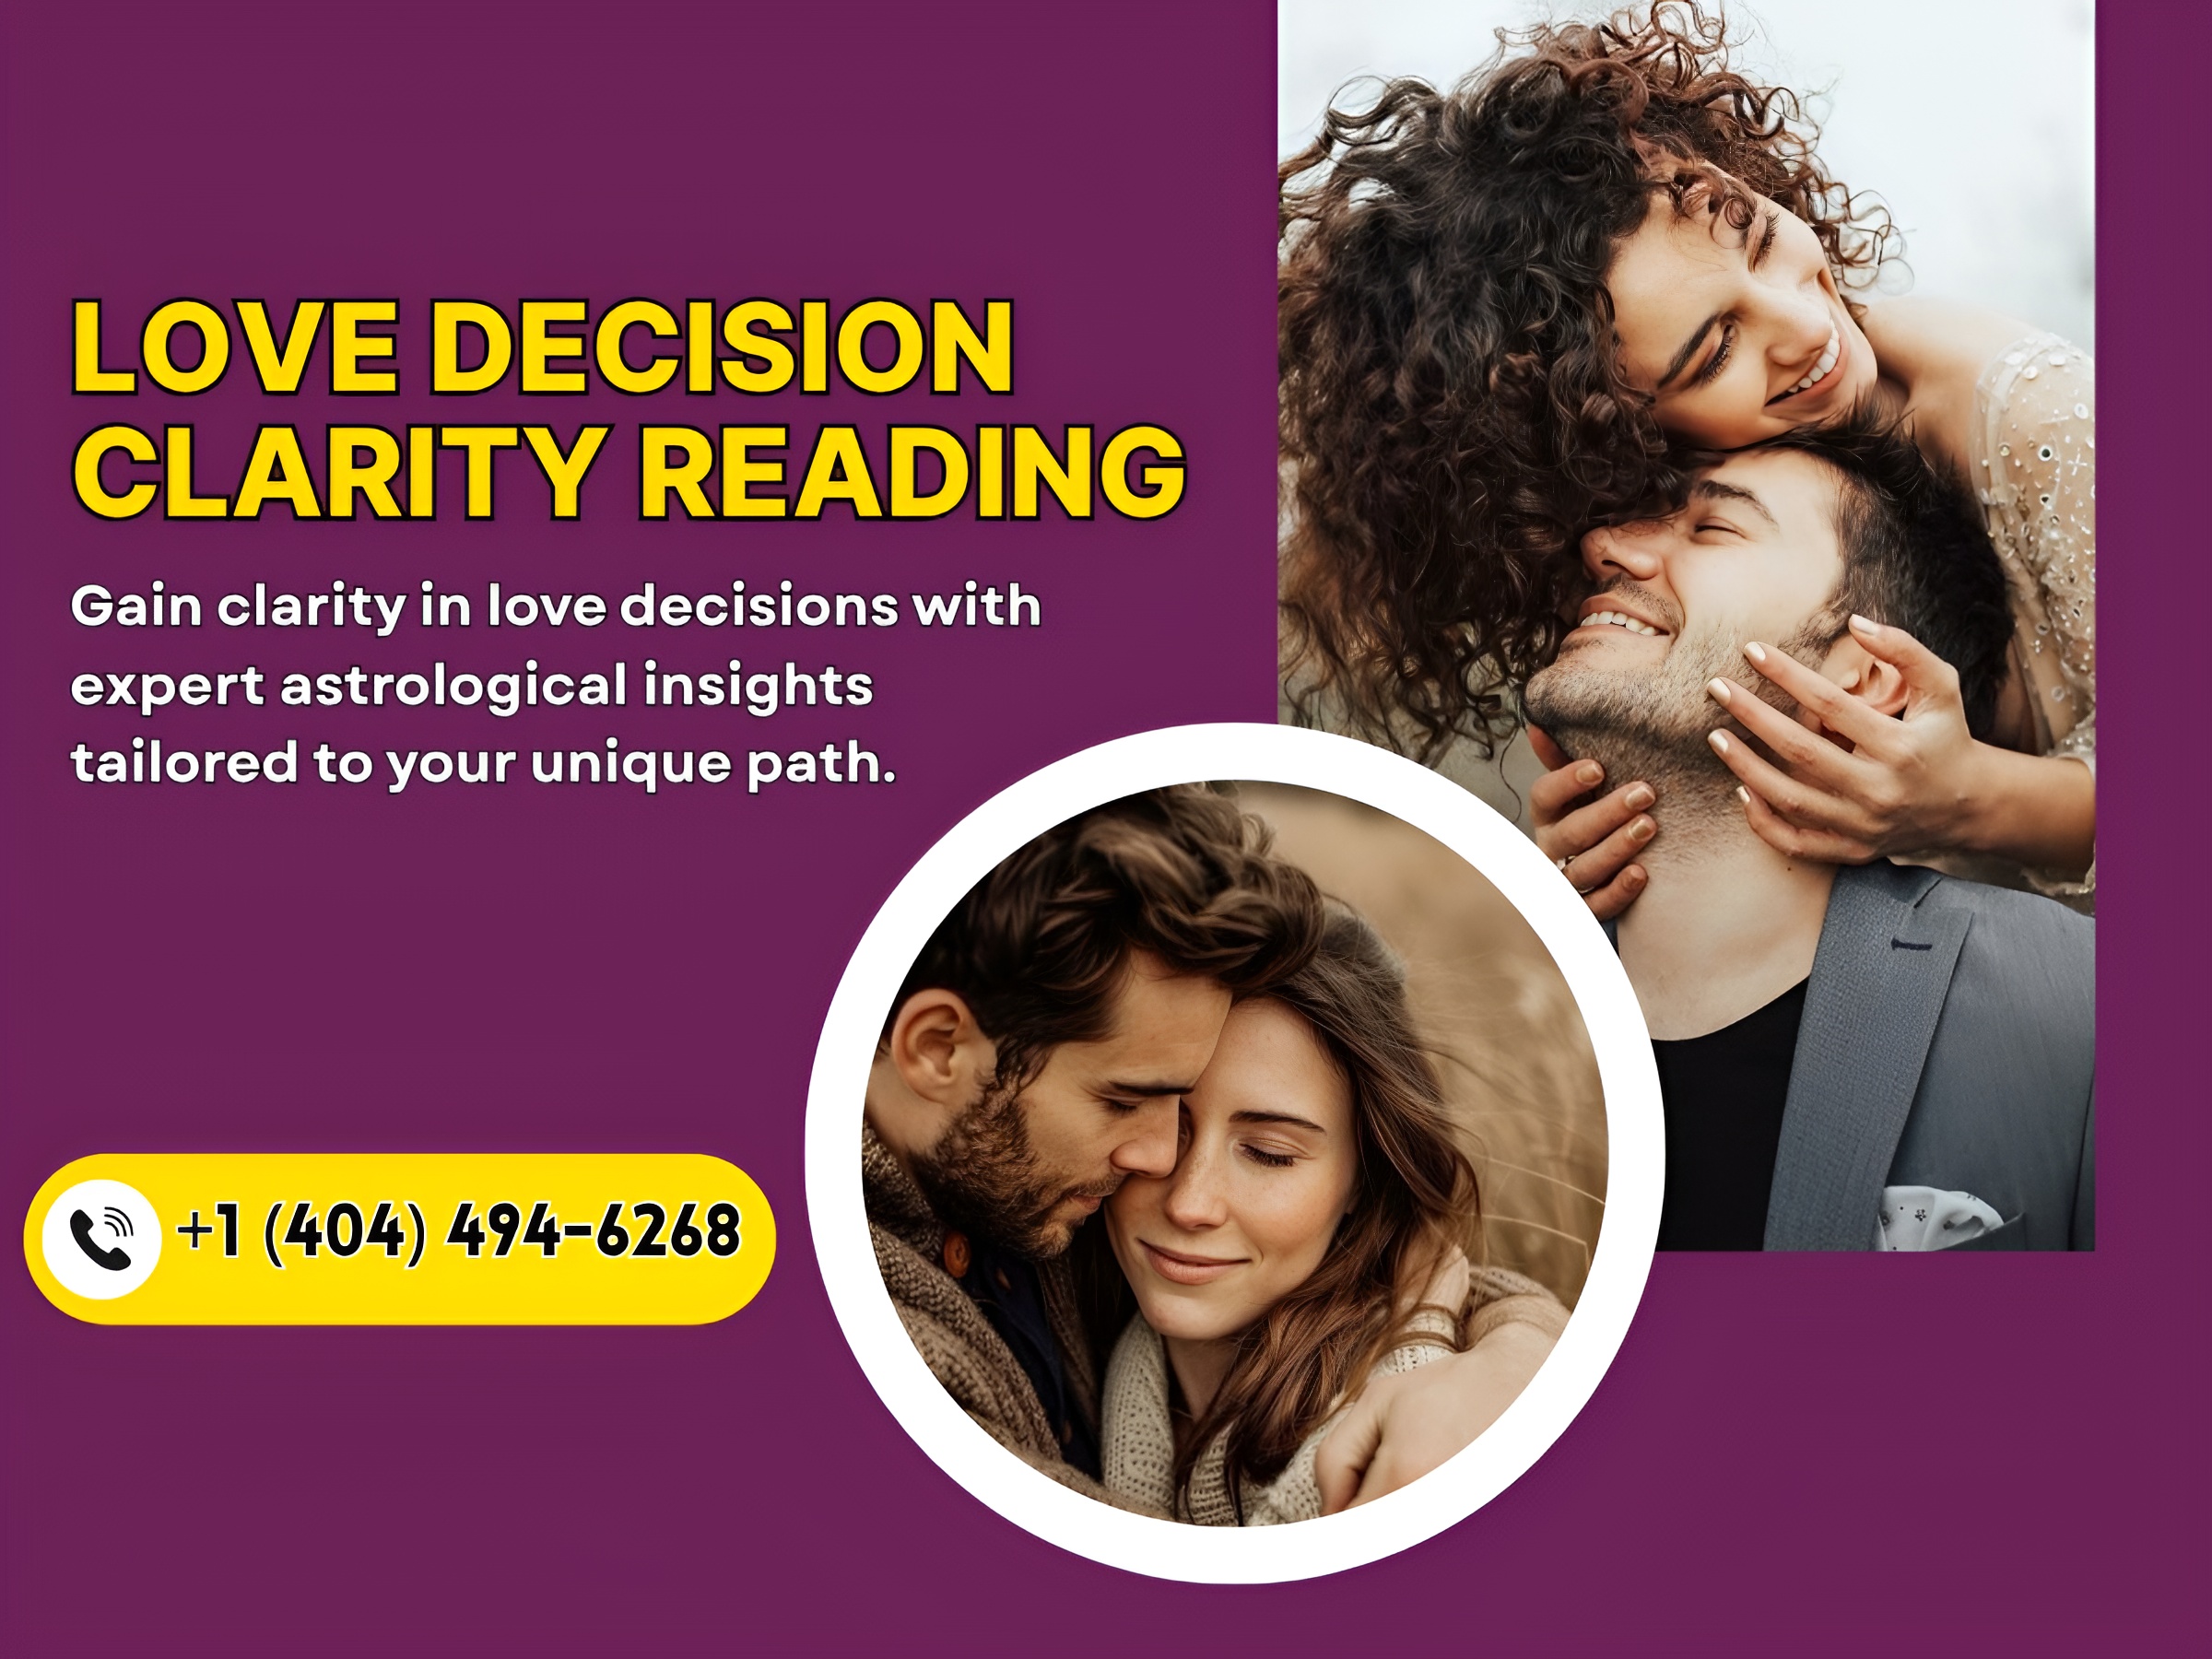 LOVE DECISION
CLARITY READING
Gain clarity in love decisions with
expert astrological insights
tailored to your unique path.
+1 (404) 494-6268